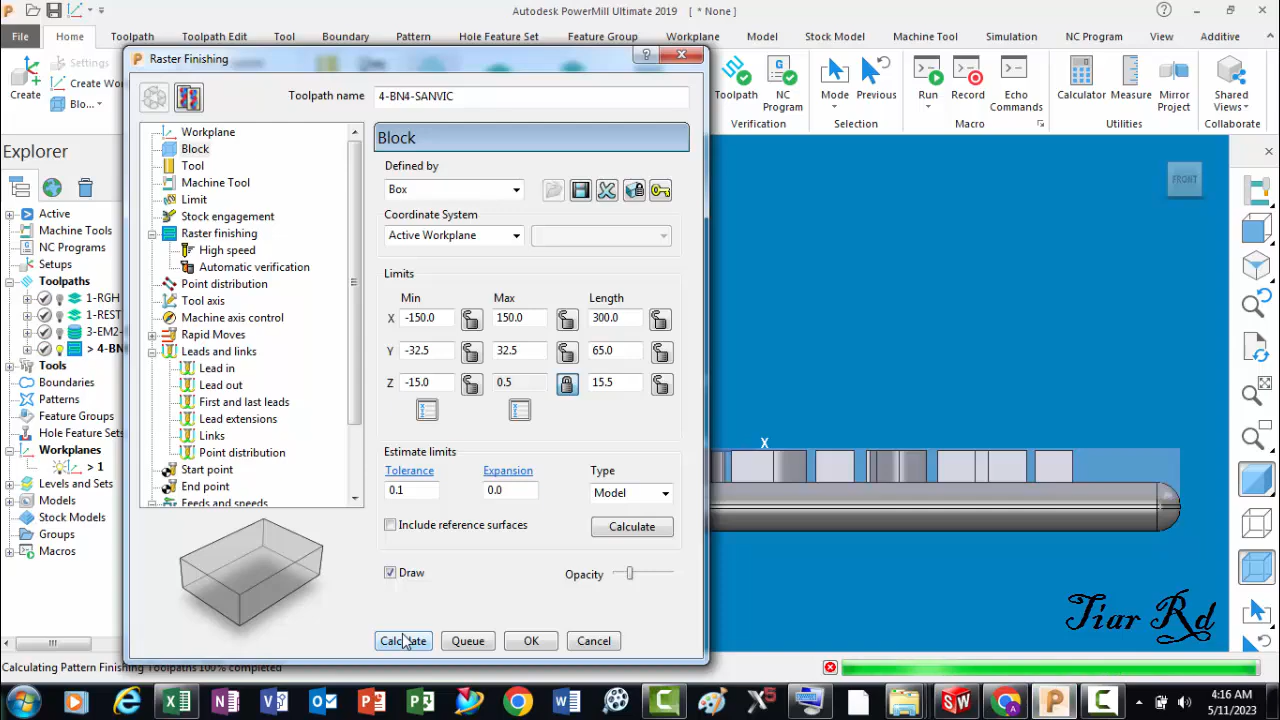 Autodesk PowerMill Ultimate 2019 [ * None ]
File Home Toolpath Toolpath Edit Tool Boundary Pattern Hole Feature Set Feature Group Workplane Model Stock Model Machine Tool Simulation NC Program View Additive
Create
Settings
Create Wo
Blo...
Toolpath
NC Program
Verification
Mode
Previous
Selection
Run
Record
Echo Commands
Macro
Calculator
Measure
Mirror Project
Utilities
Shared Views
Collaborate
Raster Finishing
Toolpath name 4-BN4-SANVIC
Workplane
Block
Tool
Machine Tool
Limit
Stock engagement
Raster finishing
High speed
Automatic verification
Point distribution
Tool axis
Machine axis control
Rapid Moves
Leads and links
Lead in
Lead out
First and last leads
Lead extensions
Links
Point distribution
Start point
End point
Feeds and speeds
Block
Defined by
Box
Coordinate System
Active Workplane
Limits
Min Max Length
X -150.0 150.0 300.0
Y -32.5 32.5 65.0
Z -15.0 0.5 15.5
Estimate limits
Tolerance Expansion Type
0.1 0.0 Model
Include reference surfaces Calculate
Draw Opacity
Calculate Queue OK Cancel
Explorer
Active
Machine Tools
NC Programs
Setups
Toolpaths
1-RGH
1-REST
3-EM2-
> 4-BN
Tools
Boundaries
Patterns
Feature Groups
Hole Feature Sets
Workplanes
> 1
Levels and Sets
Models
Stock Models
Groups
Macros
FRONT
X
Tiar Rd
Calculating Pattern Finishing Toolpaths 100% completed
4:16 AM
5/11/2023